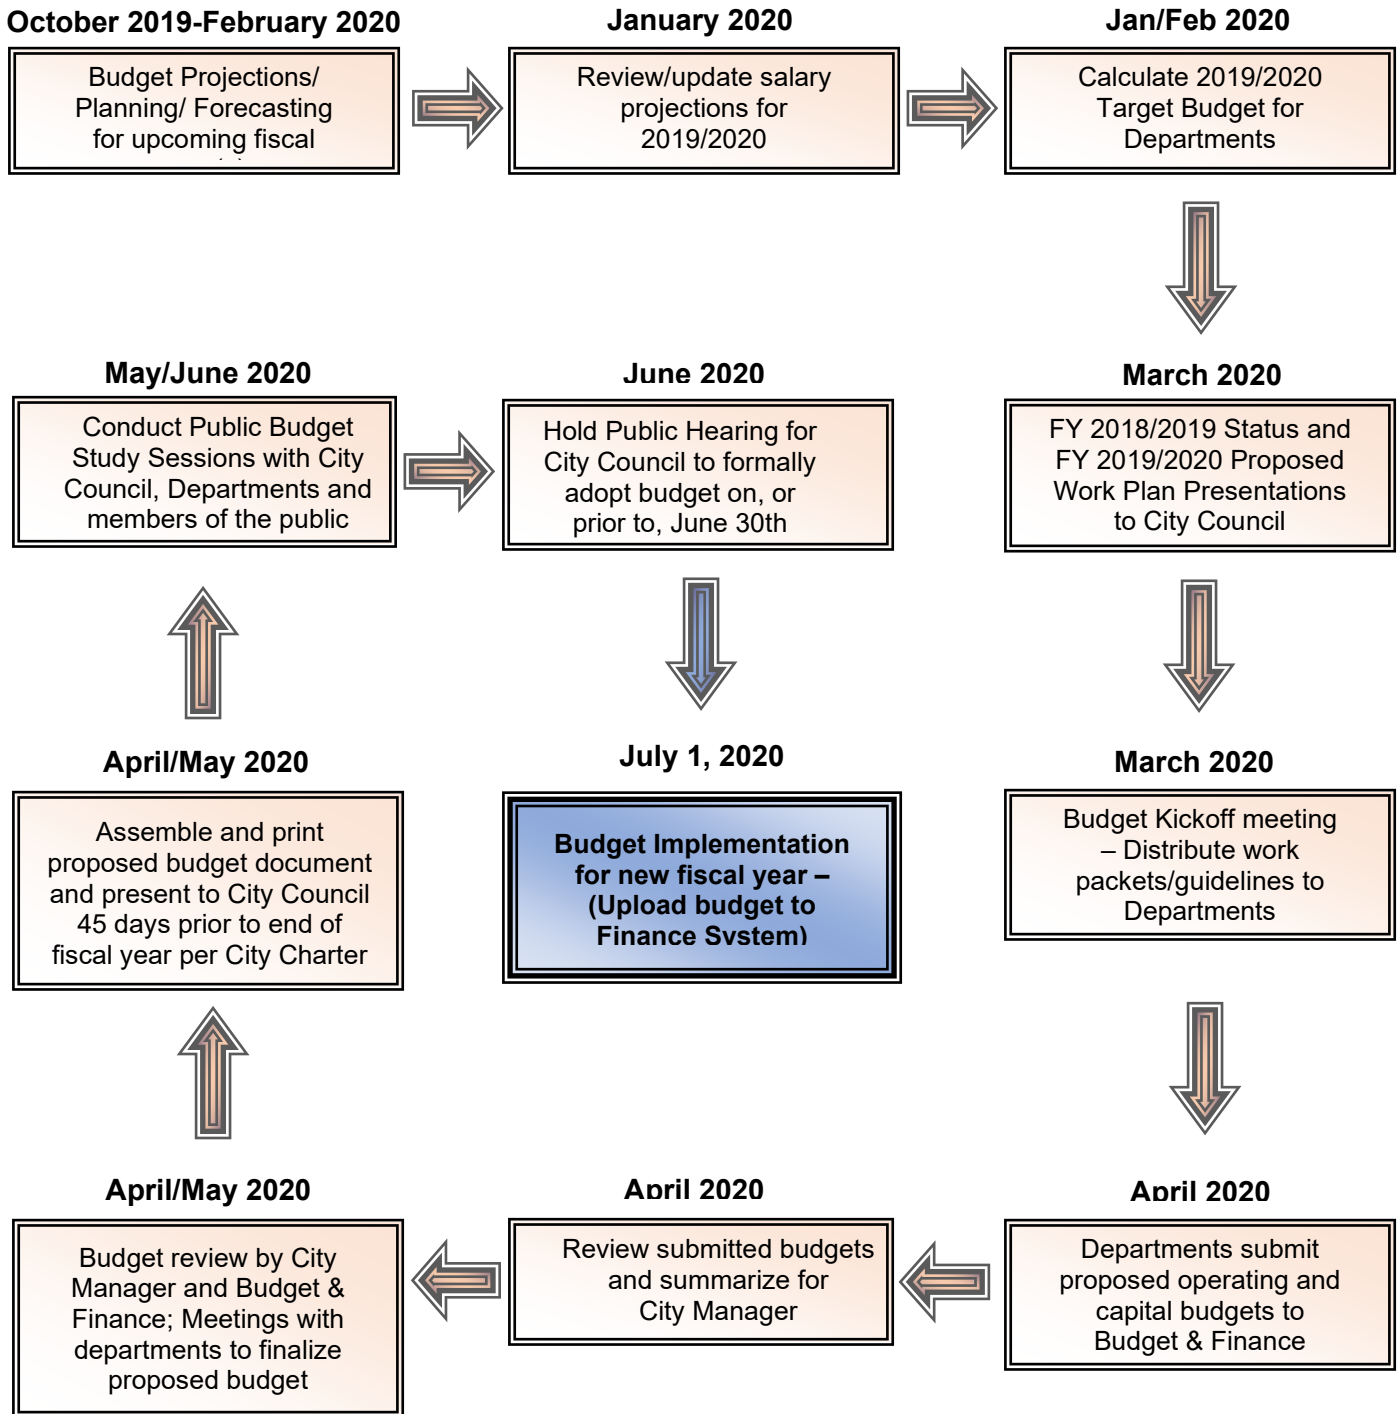 October 2019-February 2020
Budget Projections/
Planning/ Forecasting
for upcoming fiscal
January 2020
Review/update salary
projections for
2019/2020
Jan/Feb 2020
Calculate 2019/2020
Target Budget for
Departments
March 2020
FY 2018/2019 Status and
FY 2019/2020 Proposed
Work Plan Presentations
to City Council
March 2020
Budget Kickoff meeting
– Distribute work
packets/guidelines to
Departments
April 2020
Departments submit
proposed operating and
capital budgets to
Budget & Finance
April 2020
Review submitted budgets
and summarize for
City Manager
April/May 2020
Budget review by City
Manager and Budget &
Finance; Meetings with
departments to finalize
proposed budget
April/May 2020
Assemble and print
proposed budget document
and present to City Council
45 days prior to end of
fiscal year per City Charter
May/June 2020
Conduct Public Budget
Study Sessions with City
Council, Departments and
members of the public
June 2020
Hold Public Hearing for
City Council to formally
adopt budget on, or
prior to, June 30th
July 1, 2020
Budget Implementation
for new fiscal year –
(Upload budget to
Finance System)